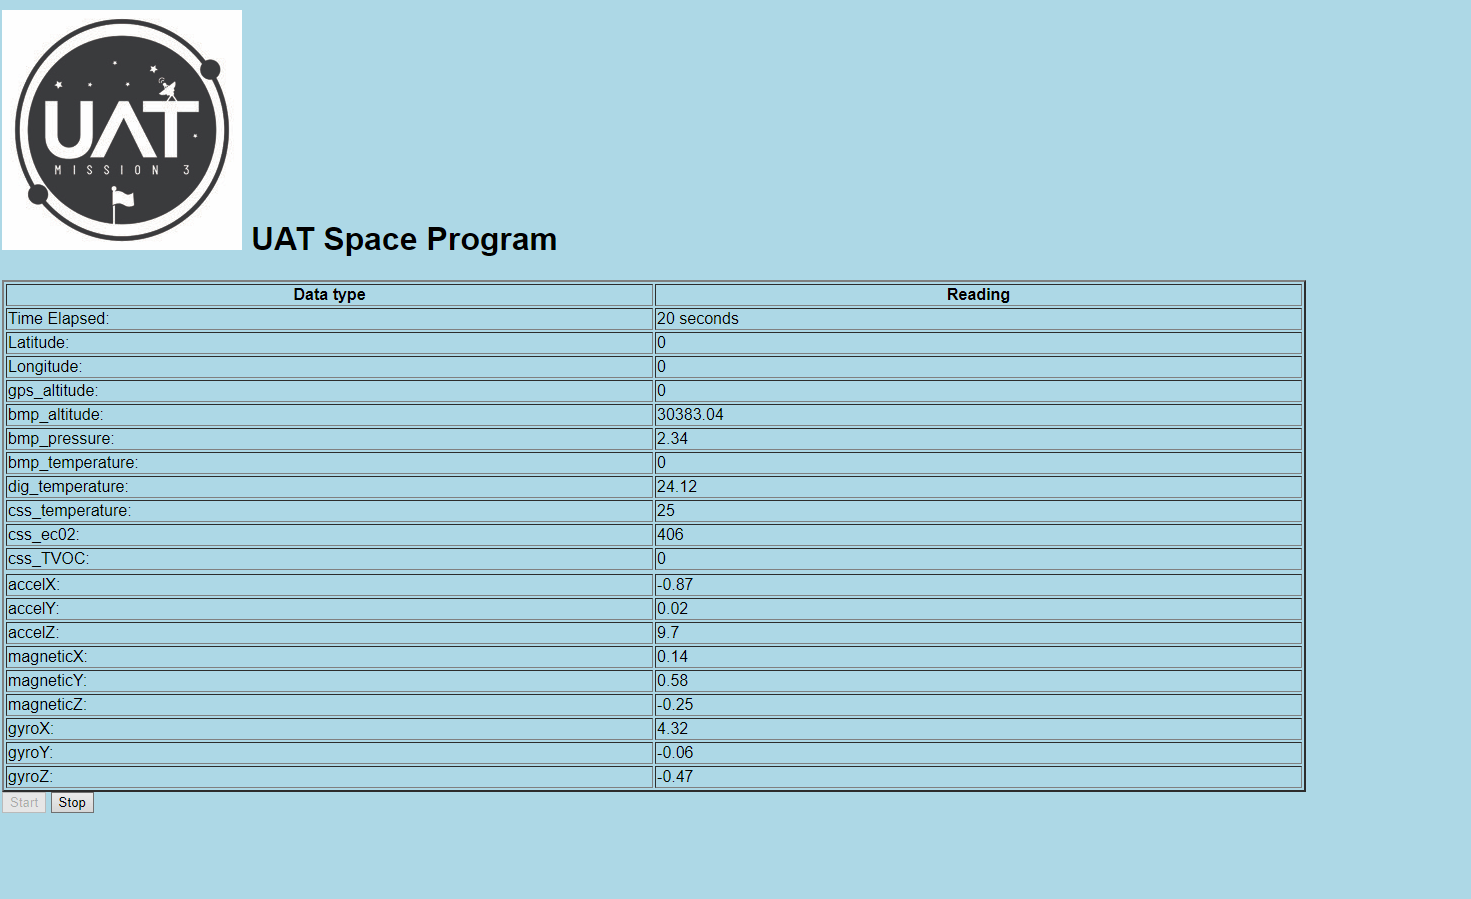 UAT
MISSION 3
UAT Space Program
Data type Reading
Time Elapsed: 20 seconds
Latitude: 0
Longitude: 0
gps_altitude: 0
bmp_altitude: 30383.04
bmp_pressure: 2.34
bmp_temperature: 0
dig_temperature: 24.12
css_temperature: 25
css_ec02: 406
css_TVOC: 0
accelX: -0.87
accelY: 0.02
accelZ: 9.7
magneticX: 0.14
magneticY: 0.58
magneticZ: -0.25
gyroX: 4.32
gyroY: -0.06
gyroZ: -0.47
Start Stop